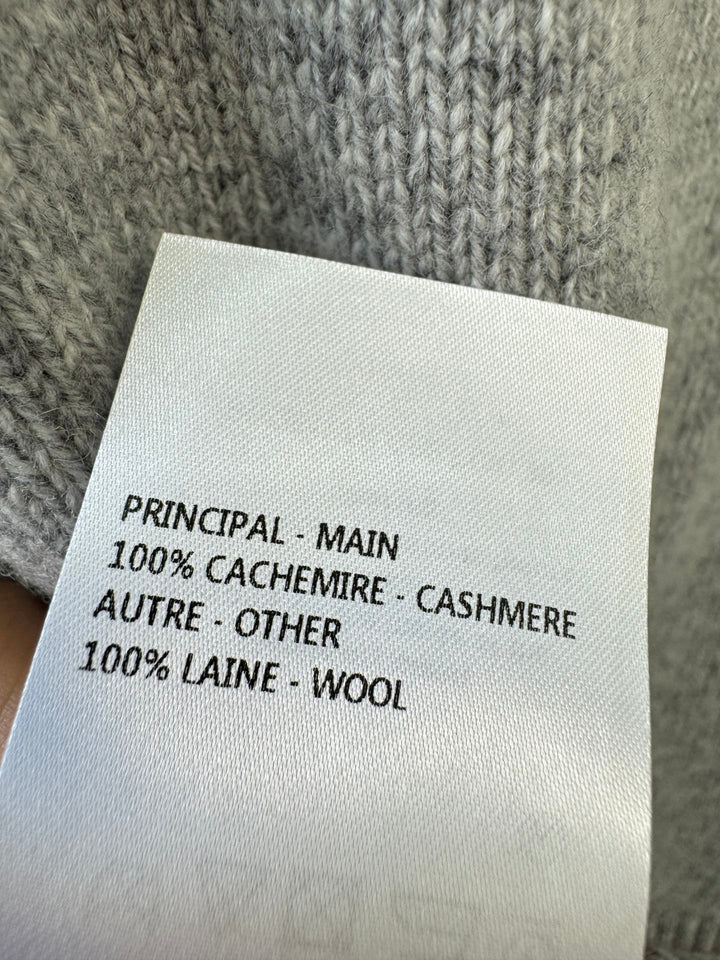 PRINCIPAL - MAIN
100% CACHEMIRE - CASHMERE
AUTRE - OTHER
100% LAINE - WOOL